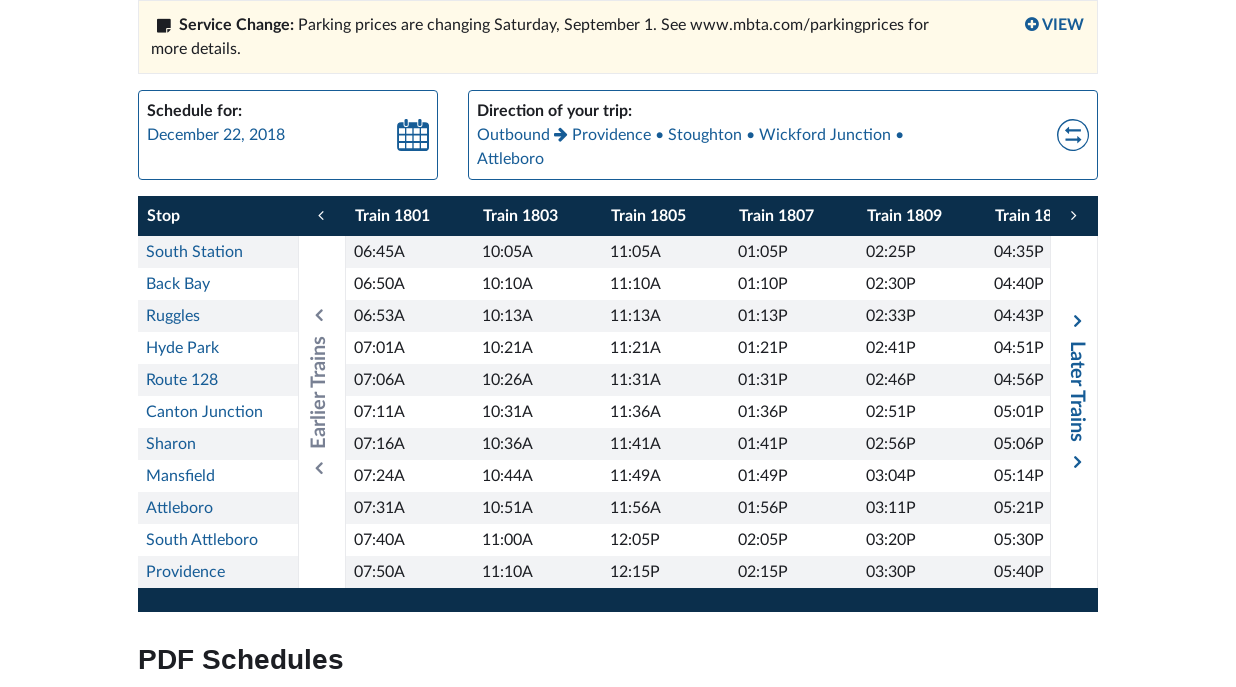 Service Change: Parking prices are changing Saturday, September 1. See www.mbta.com/parkingprices for
more details.
VIEW
Schedule for:
December 22, 2018
Direction of your trip:
Outbound → Providence • Stoughton • Wickford Junction •
Attleboro
Stop Train 1801 Train 1803 Train 1805 Train 1807 Train 1809 Train 18
South Station 06:45A 10:05A 11:05A 01:05P 02:25P 04:35P
Back Bay 06:50A 10:10A 11:10A 01:10P 02:30P 04:40P
Ruggles 06:53A 10:13A 11:13A 01:13P 02:33P 04:43P
Hyde Park 07:01A 10:21A 11:21A 01:21P 02:41P 04:51P
Route 128 07:06A 10:26A 11:31A 01:31P 02:46P 04:56P
Canton Junction 07:11A 10:31A 11:36A 01:36P 02:51P 05:01P
Sharon 07:16A 10:36A 11:41A 01:41P 02:56P 05:06P
Mansfield 07:24A 10:44A 11:49A 01:49P 03:04P 05:14P
Attleboro 07:31A 10:51A 11:56A 01:56P 03:11P 05:21P
South Attleboro 07:40A 11:00A 12:05P 02:05P 03:20P 05:30P
Providence 07:50A 11:10A 12:15P 02:15P 03:30P 05:40P
Earlier Trains
Later Trains
PDF Schedules